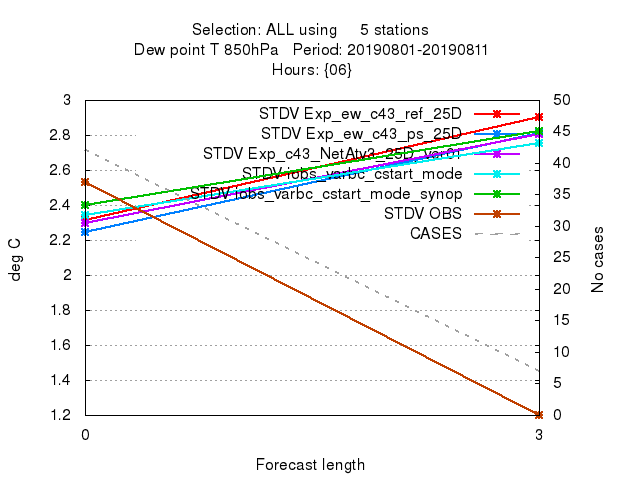 Selection: ALL using 5 stations
Dew point T 850hPa Period: 20190801-20190811
Hours: {06}
STDV Exp_ew_c43_ref_25D
STDV Exp_ew_c43_ps_25D
STDV Exp_c43_NetAtv3_25D_var01
STDV iobs_varbc_cstart_mode
STDV iobs_varbc_cstart_mode_synop
STDV OBS
CASES
3
2.8
2.6
2.4
2.2
2
1.8
1.6
1.4
1.2
50
45
40
35
30
25
20
15
10
5
0
deg C
No cases
0 3
Forecast length